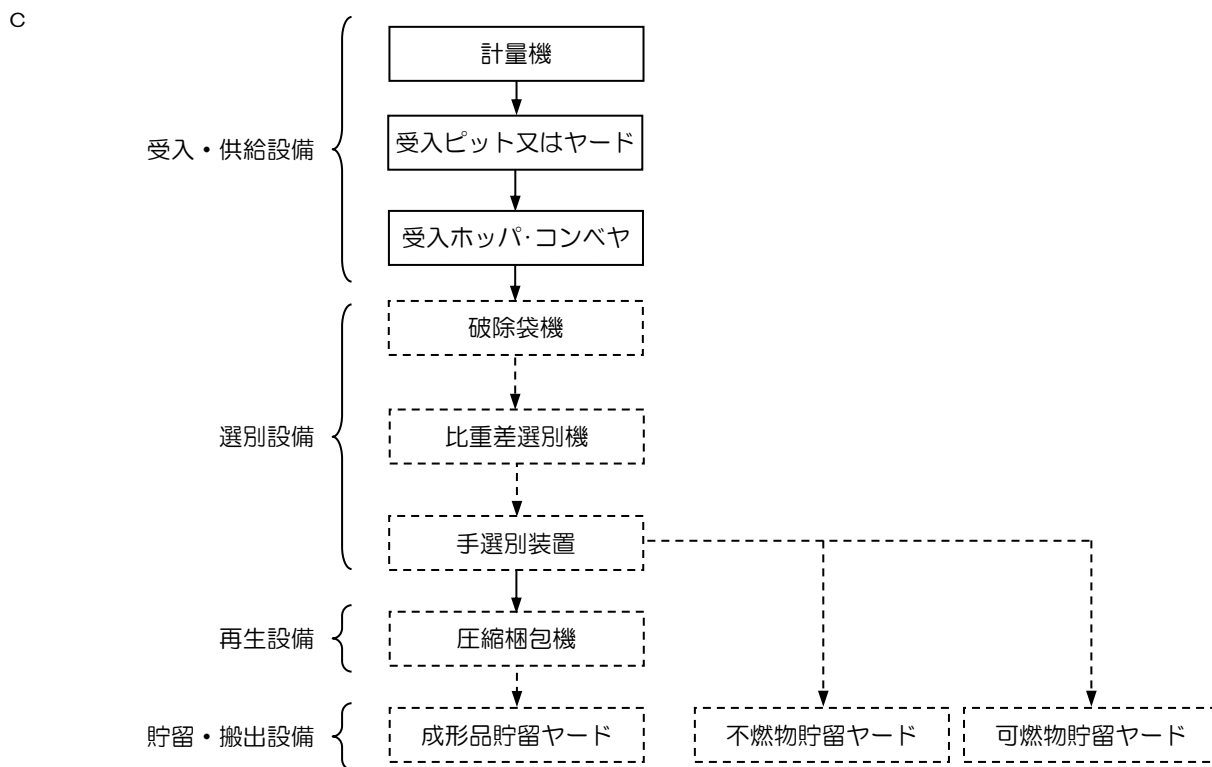 C
計量機
受入ピット又はヤード
受入・供給設備
受入ホッパ･コンベヤ
破除袋機
選別設備
比重差選別機
手選別装置
再生設備
圧縮梱包機
貯留・搬出設備
成形品貯留ヤード
不燃物貯留ヤード
可燃物貯留ヤード